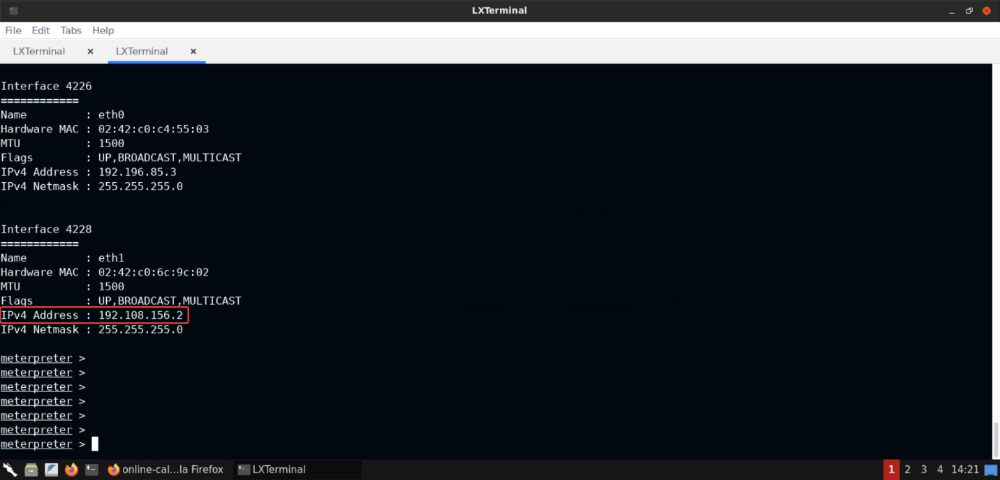 LXTerminal
File Edit Tabs Help
LXTerminal × LXTerminal ×
Interface 4226
============
Name         : eth0
Hardware MAC : 02:42:c0:c4:55:03
MTU          : 1500
Flags        : UP,BROADCAST,MULTICAST
IPv4 Address : 192.196.85.3
IPv4 Netmask : 255.255.255.0
Interface 4228
============
Name         : eth1
Hardware MAC : 02:42:c0:6c:9c:02
MTU          : 1500
Flags        : UP,BROADCAST,MULTICAST
IPv4 Address : 192.108.156.2
IPv4 Netmask : 255.255.255.0
meterpreter >
meterpreter >
meterpreter >
meterpreter >
meterpreter >
meterpreter >
meterpreter >
online-cal...la Firefox LXTerminal 1 2 3 4 14:21